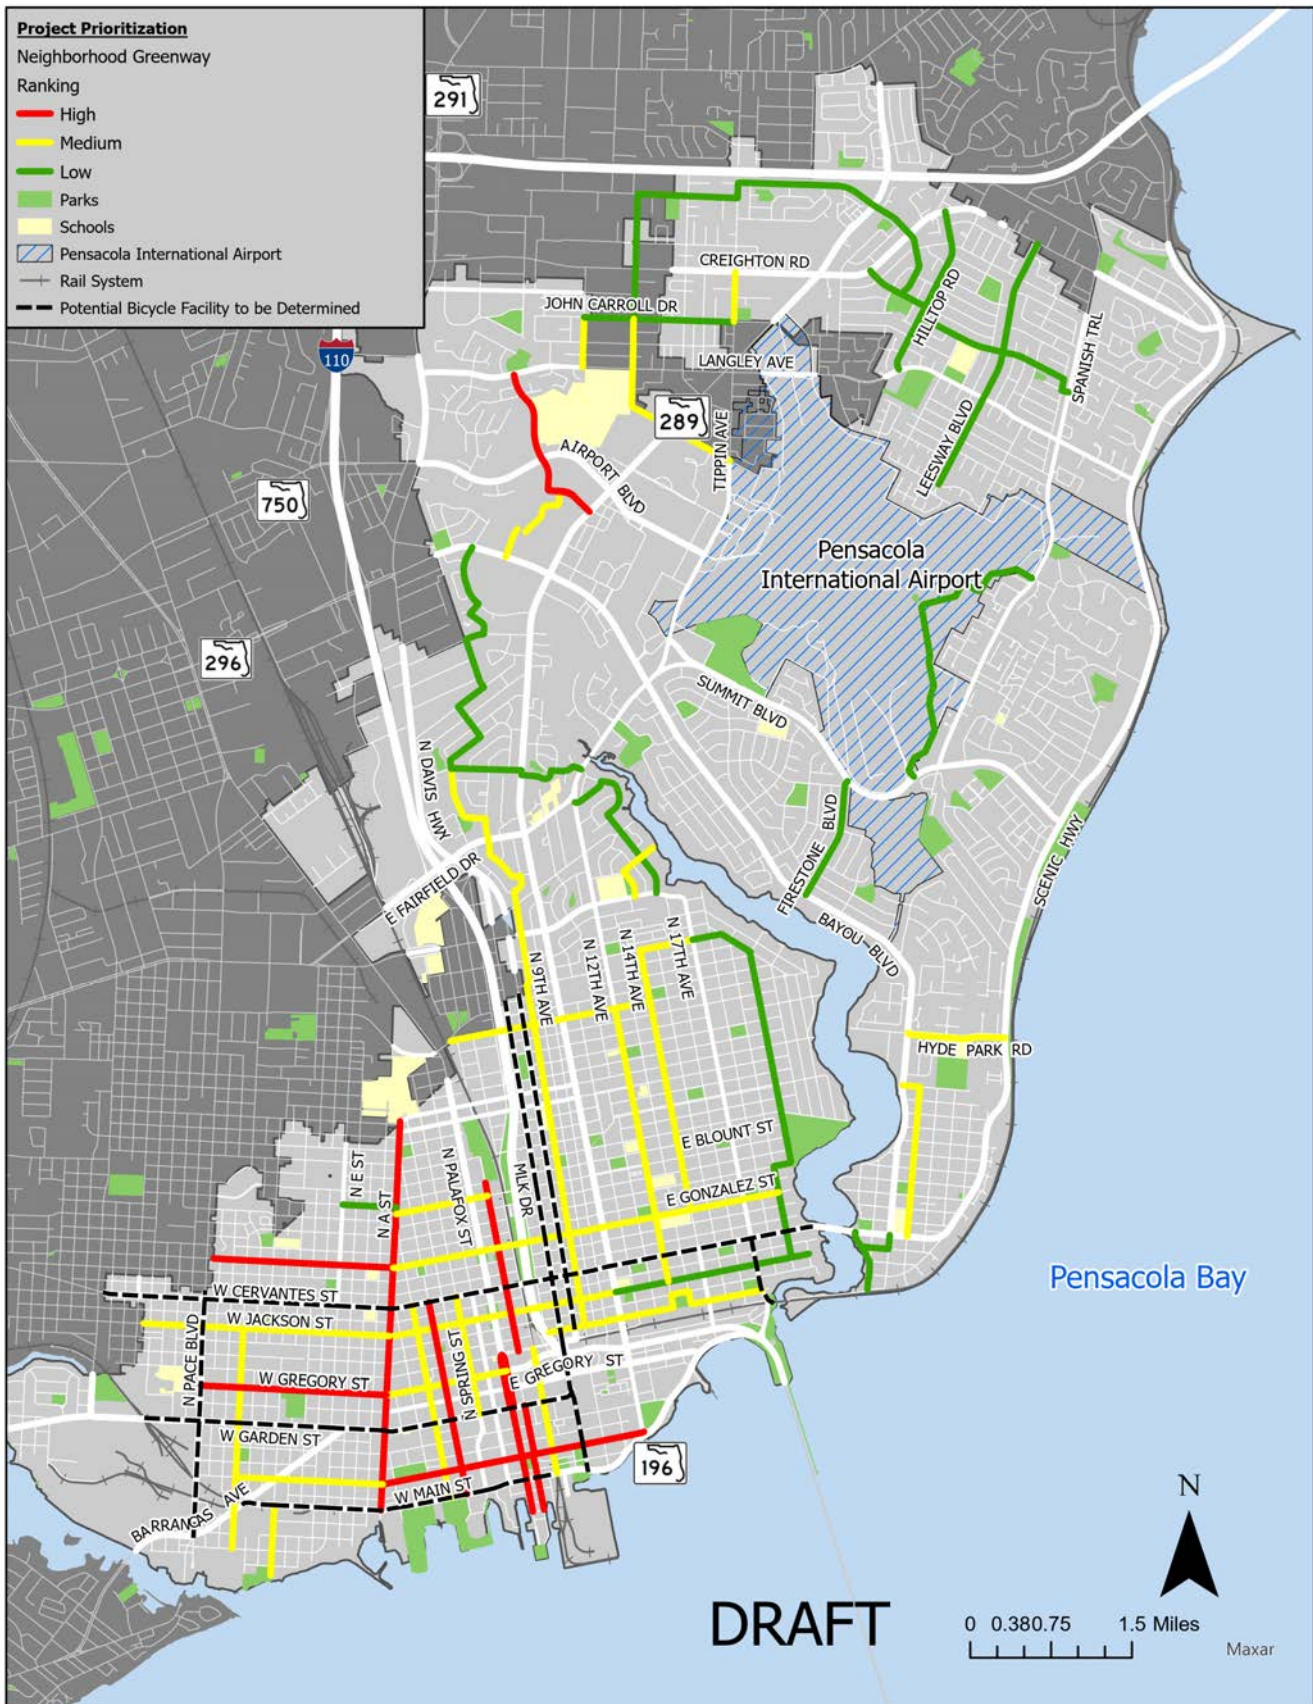 Project Prioritization
Neighborhood Greenway
Ranking
High
Medium
Low
Parks
Schools
Pensacola International Airport
Rail System
Potential Bicycle Facility to be Determined
291
CREIGHTON RD
JOHN CARROLL DR
HILLTOP RD
110
LANGLEY AVE
SPANISH TRL
289
LEESWAY BLVD
TIPPIN AVE
AIRPORT BLVD
750
Pensacola
International Airport
296
SUMMIT BLVD
N DAVIS HWY
FIRESTONE BLVD
SCENIC HWY
E FAIRFIELD DR
BAYOU BLVD
N 9TH AVE
N 12TH AVE
N 14TH AVE
N 17TH AVE
HYDE PARK RD
E BLOUNT ST
N E ST
N A ST
N PALAFOX ST
MLK DR
E GONZALEZ ST
Pensacola Bay
W CERVANTES ST
W JACKSON ST
N PACE BLVD
N SPRING ST
E GREGORY ST
W GREGORY ST
W GARDEN ST
196
W MAIN ST
BARRANCAS AVE
N
DRAFT
0 0.380.75 1.5 Miles
Maxar